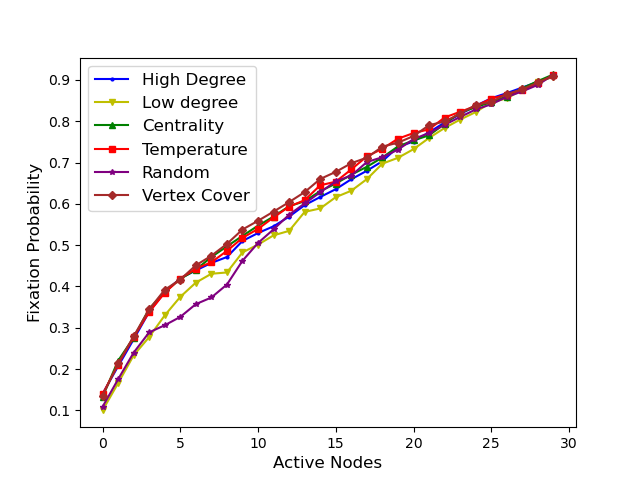 High Degree
Low degree
Centrality
Temperature
Random
Vertex Cover
Fixation Probability
0.9
0.8
0.7
0.6
0.5
0.4
0.3
0.2
0.1
0 5 10 15 20 25 30
Active Nodes